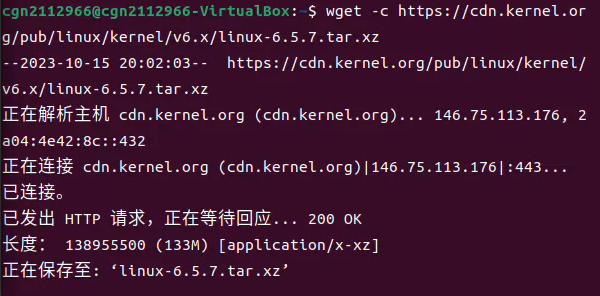 cgn2112966@cgn2112966-VirtualBox:~$ wget -c https://cdn.kernel.or
g/pub/linux/kernel/v6.x/linux-6.5.7.tar.xz
--2023-10-15 20:02:03--  https://cdn.kernel.org/pub/linux/kernel/
v6.x/linux-6.5.7.tar.xz
正在解析主机 cdn.kernel.org (cdn.kernel.org)... 146.75.113.176, 2
a04:4e42:8c::432
正在连接 cdn.kernel.org (cdn.kernel.org)|146.75.113.176|:443...
已连接。
已发出 HTTP 请求，正在等待回应... 200 OK
长度： 138955500 (133M) [application/x-xz]
正在保存至: ‘linux-6.5.7.tar.xz’